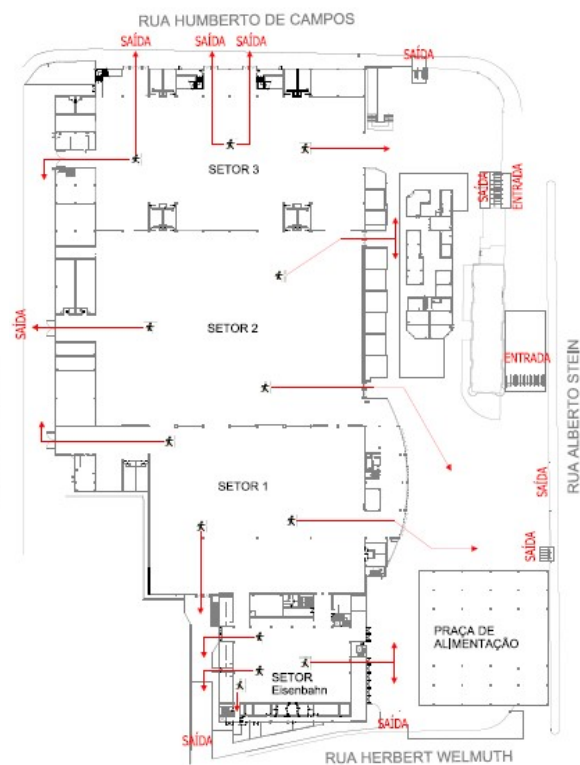 RUA HUMBERTO DE CAMPOS
SAÍDA
SAÍDA
SAÍDA
SAÍDA
SETOR 3
SAÍDA
ENTRADA
SETOR 2
SAÍDA
ENTRADA
RUA ALBERTO STEIN
SETOR 1
SAÍDA
SAÍDA
PRAÇA DE
ALIMENTAÇÃO
SETOR
Eisenbahn
SAÍDA
SAÍDA
RUA HERBERT WELMUTH